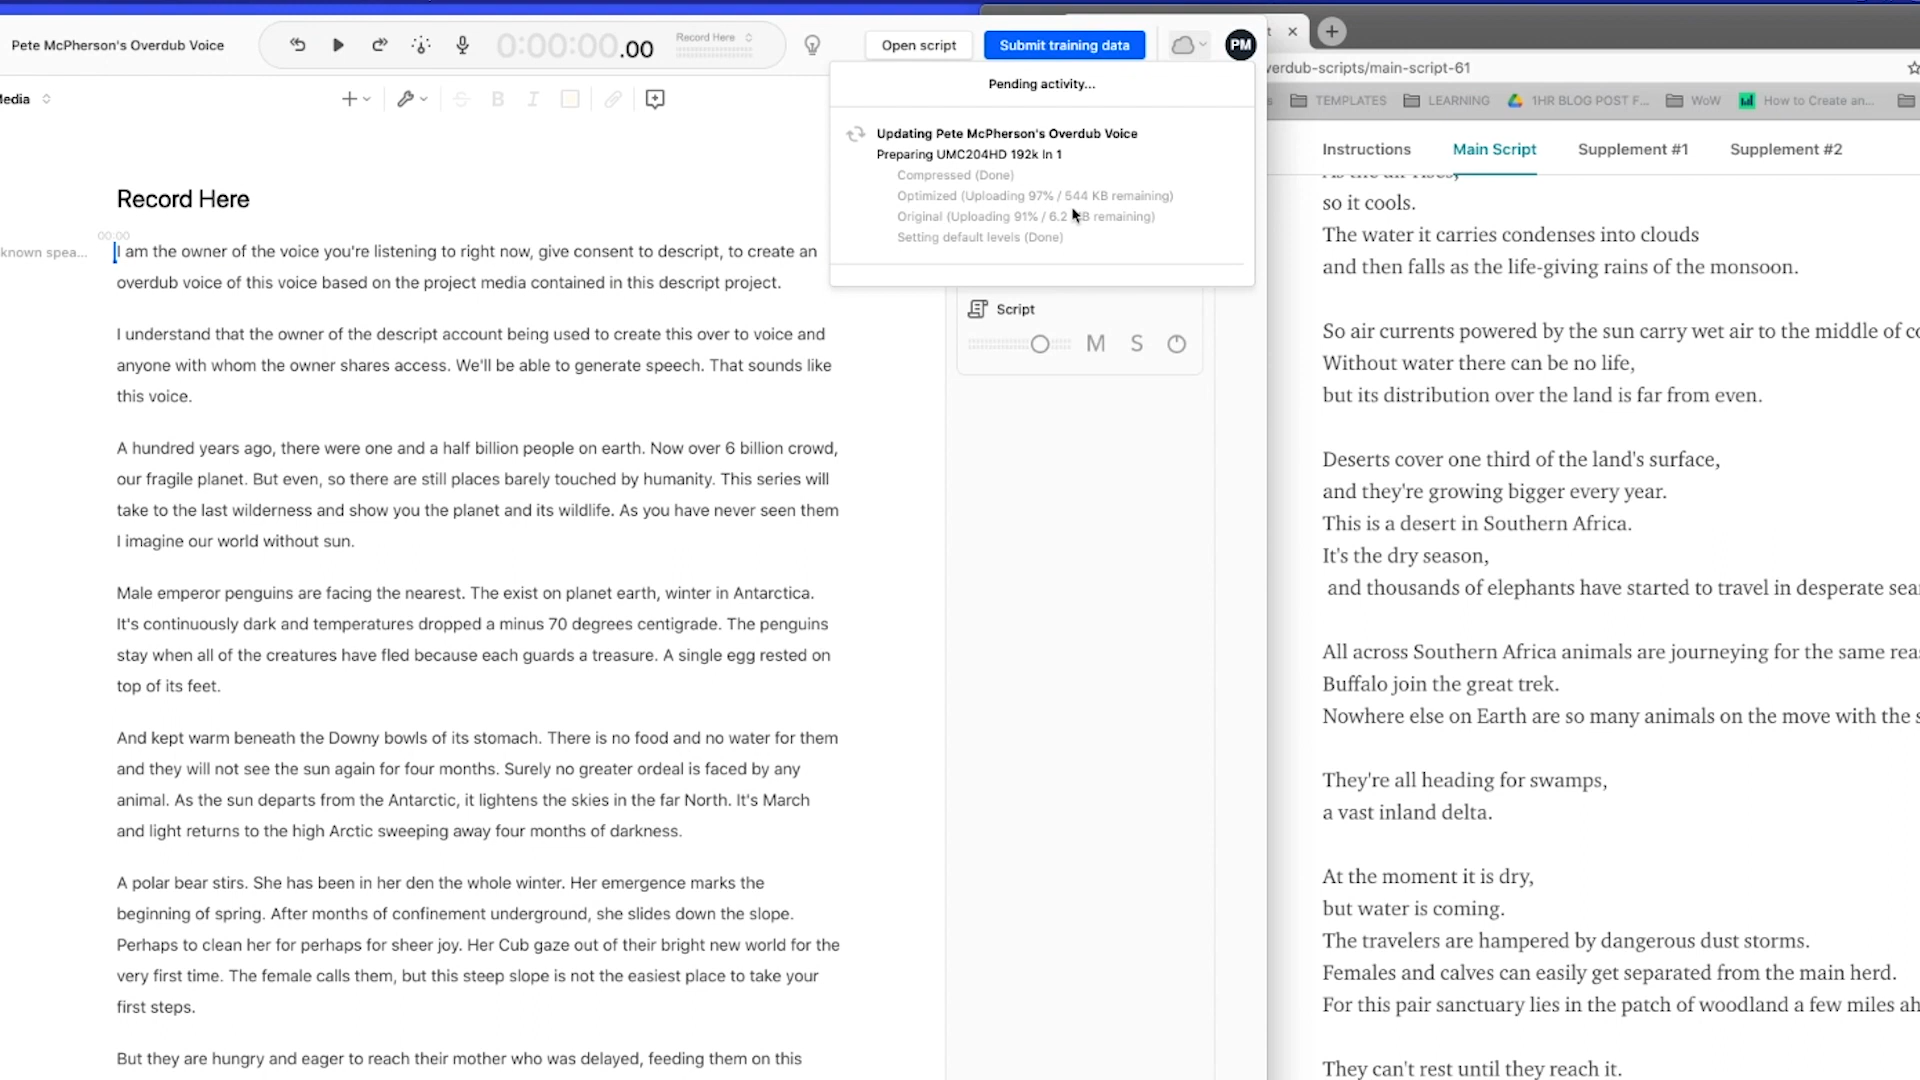 Pete McPherson's Overdub Voice
0:00:00.00
Record Here
Open script
Submit training data
PM
Media
Pending activity...
Updating Pete McPherson's Overdub Voice
Preparing UMC204HD 192k In 1
Compressed (Done)
Optimized (Uploading 97% / 544 KB remaining)
Original (Uploading 91% / 6.2 B remaining)
Setting default levels (Done)
Record Here
00:00
known spea...
I am the owner of the voice you're listening to right now, give consent to descript, to create an
overdub voice of this voice based on the project media contained in this descript project.
I understand that the owner of the descript account being used to create this over to voice and
anyone with whom the owner shares access. We'll be able to generate speech. That sounds like
this voice.
A hundred years ago, there were one and a half billion people on earth. Now over 6 billion crowd,
our fragile planet. But even, so there are still places barely touched by humanity. This series will
take to the last wilderness and show you the planet and its wildlife. As you have never seen them
I imagine our world without sun.
Male emperor penguins are facing the nearest. The exist on planet earth, winter in Antarctica.
It's continuously dark and temperatures dropped a minus 70 degrees centigrade. The penguins
stay when all of the creatures have fled because each guards a treasure. A single egg rested on
top of its feet.
And kept warm beneath the Downy bowls of its stomach. There is no food and no water for them
and they will not see the sun again for four months. Surely no greater ordeal is faced by any
animal. As the sun departs from the Antarctic, it lightens the skies in the far North. It's March
and light returns to the high Arctic sweeping away four months of darkness.
A polar bear stirs. She has been in her den the whole winter. Her emergence marks the
beginning of spring. After months of confinement underground, she slides down the slope.
Perhaps to clean her for perhaps for sheer joy. Her Cub gaze out of their bright new world for the
very first time. The female calls them, but this steep slope is not the easiest place to take your
first steps.
But they are hungry and eager to reach their mother who was delayed, feeding them on this
Script
M S
verdub-scripts/main-script-61
TEMPLATES
LEARNING
1HR BLOG POST F...
WoW
How to Create an...
Instructions
Main Script
Supplement #1
Supplement #2
As the air rises,
so it cools.
The water it carries condenses into clouds
and then falls as the life-giving rains of the monsoon.
So air currents powered by the sun carry wet air to the middle of co
Without water there can be no life,
but its distribution over the land is far from even.
Deserts cover one third of the land's surface,
and they're growing bigger every year.
This is a desert in Southern Africa.
It's the dry season,
and thousands of elephants have started to travel in desperate sea
All across Southern Africa animals are journeying for the same rea
Buffalo join the great trek.
Nowhere else on Earth are so many animals on the move with the s
They're all heading for swamps,
a vast inland delta.
At the moment it is dry,
but water is coming.
The travelers are hampered by dangerous dust storms.
Females and calves can easily get separated from the main herd.
For this pair sanctuary lies in the patch of woodland a few miles ah
They can't rest until they reach it.